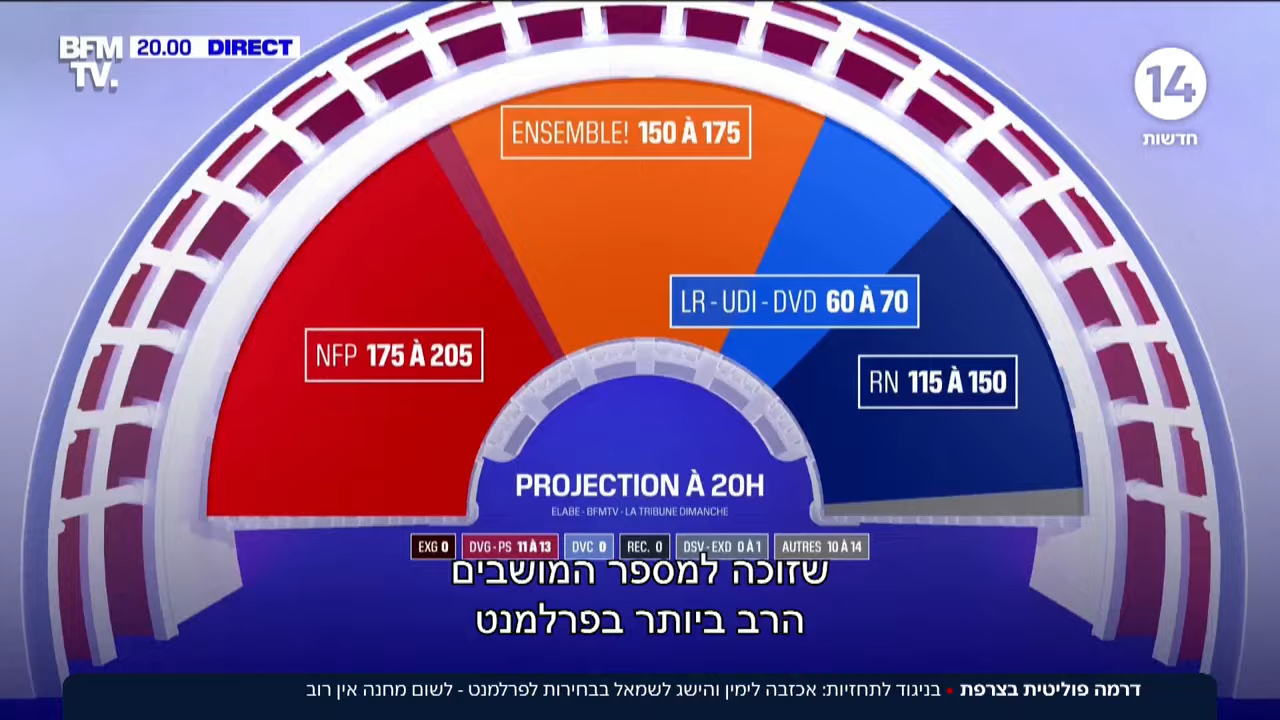 BFM
TV.
20.00 DIRECT
14
חדשות
ENSEMBLE! 150 À 175
LR - UDI - DVD 60 À 70
NFP 175 À 205
RN 115 À 150
PROJECTION À 20H
ELABE - BFMTV - LA TRIBUNE DIMANCHE
EXG 0 DVG - PS 11 À 13 DVC 0 REC. 0 DSV - EXD 0 À 1 AUTRES 10 À 14
שזוכה למספר המושבים
הרב ביותר בפרלמנט
דרמה פוליטית בצרפת • בניגוד לתחזיות: אכזבה לימין והישג לשמאל בבחירות לפרלמנט - לשום מחנה אין רוב